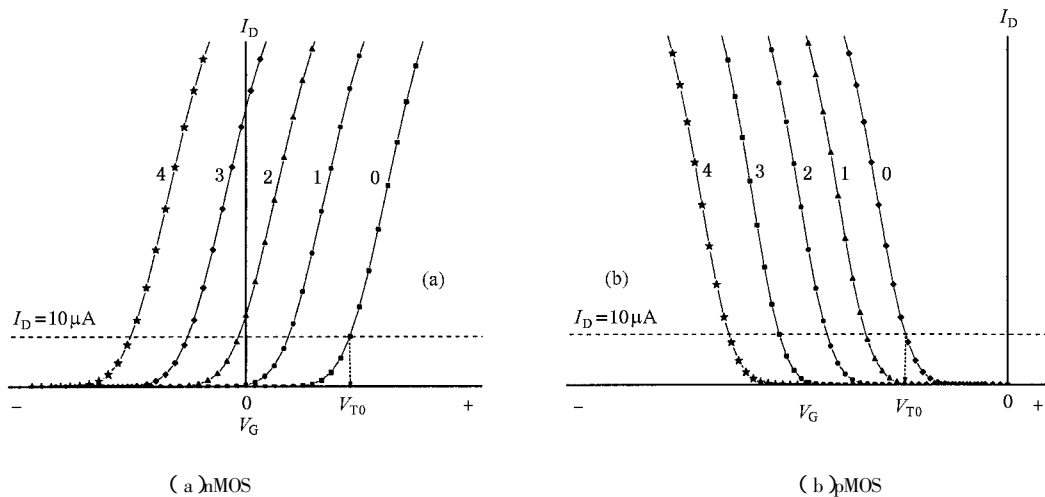 I_D
4
3
2
1
0
(a)
I_D = 10 μA
−
0
V_T0
+
V_G
I_D
4
3
2
1
0
(b)
I_D = 10 μA
−
V_G
V_T0
0
+
(a)nMOS
(b)pMOS